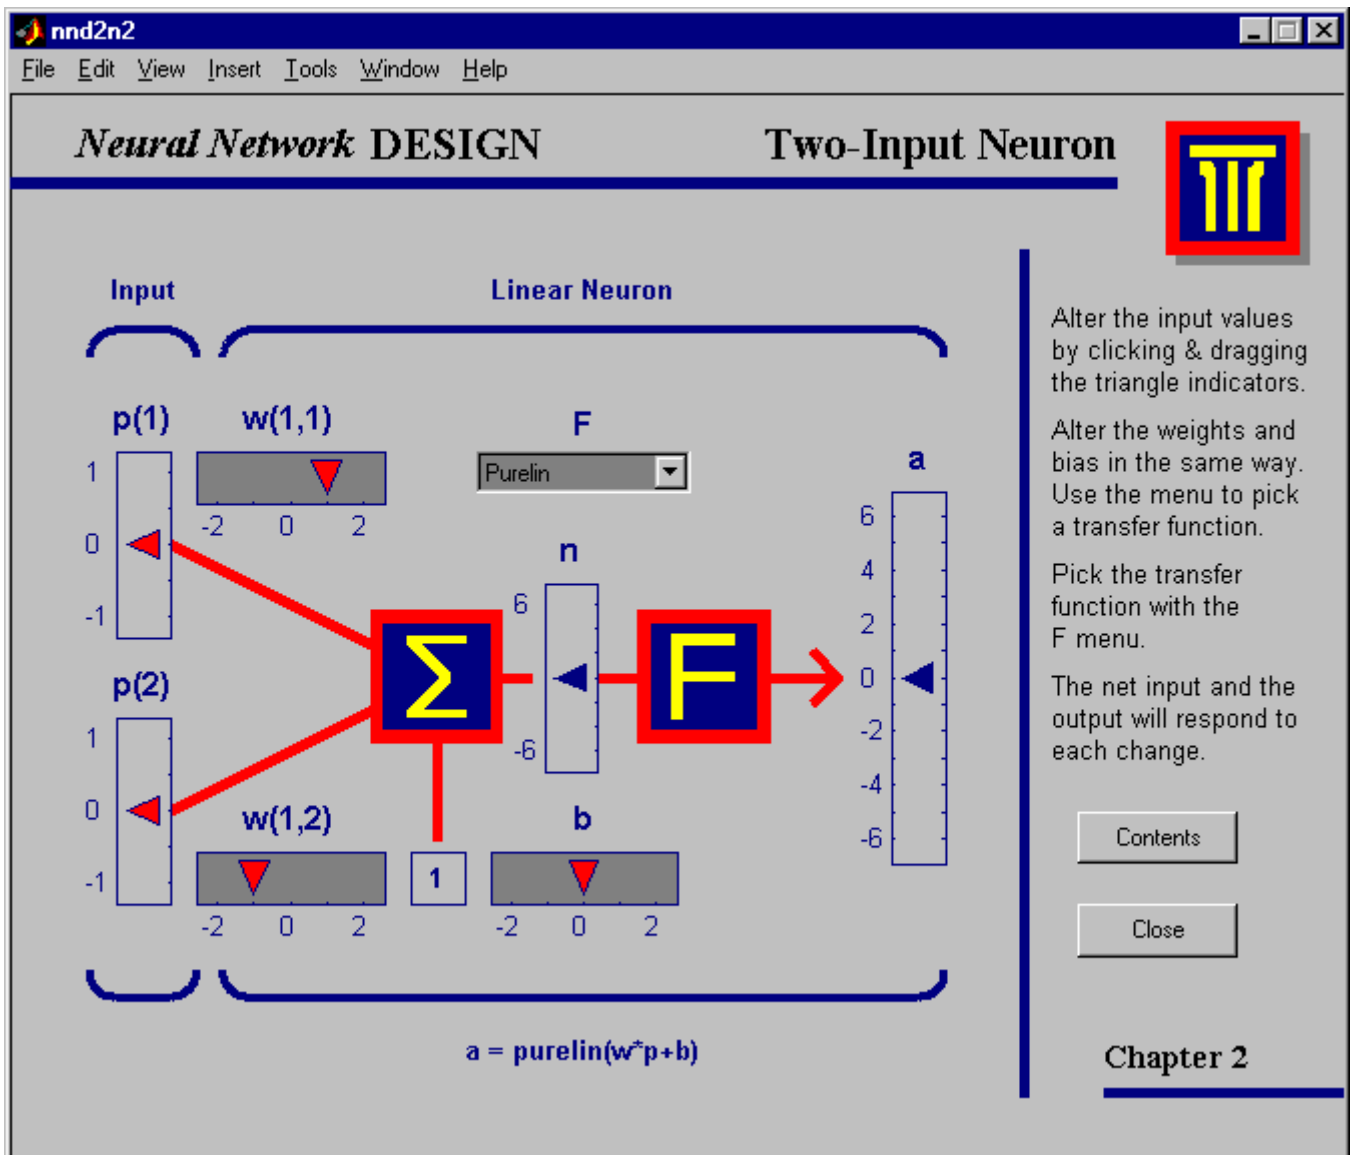 nnd2n2
File Edit View Insert Tools Window Help
Neural Network DESIGN
Two-Input Neuron
Input
Linear Neuron
p(1)
1
0
-1
w(1,1)
-2 0 2
F
Purelin
n
6
-6
a
6
4
2
0
-2
-4
-6
Σ
F
p(2)
1
0
-1
w(1,2)
-2 0 2
1
b
-2 0 2
a = purelin(w*p+b)
Alter the input values
by clicking & dragging
the triangle indicators.
Alter the weights and
bias in the same way.
Use the menu to pick
a transfer function.
Pick the transfer
function with the
F menu.
The net input and the
output will respond to
each change.
Contents
Close
Chapter 2